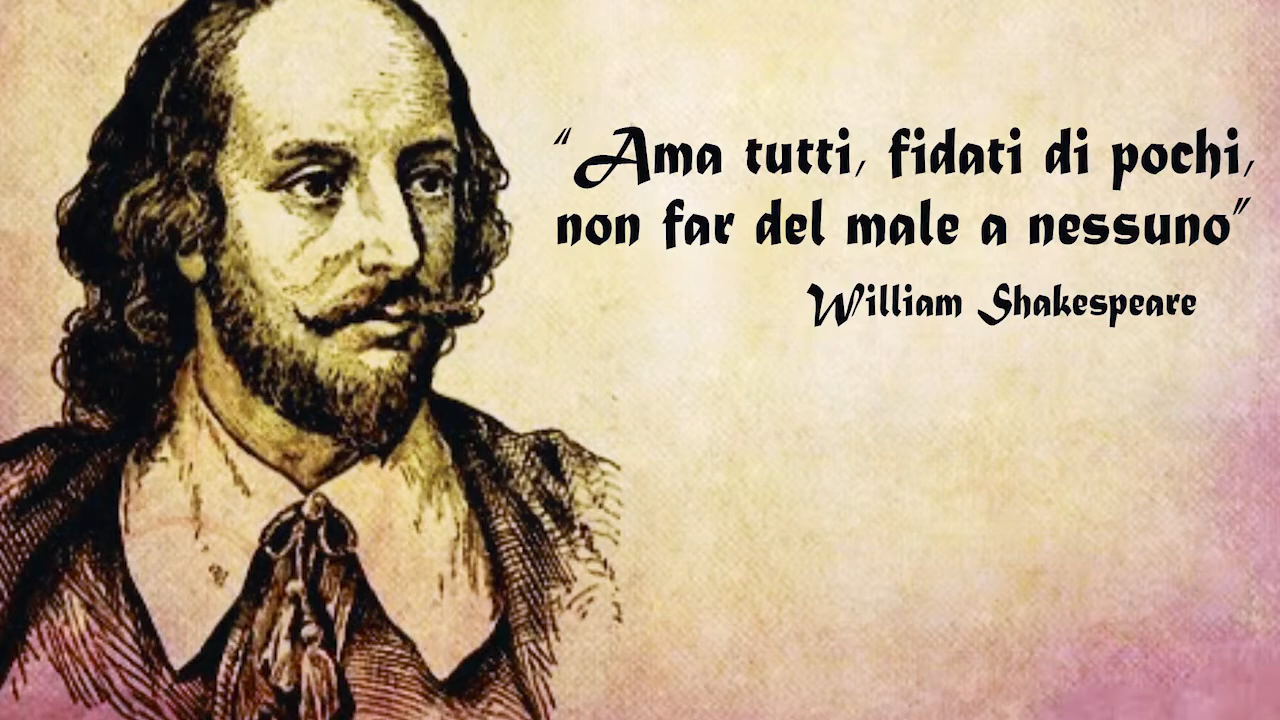 "Ama tutti, fidati di pochi,
non far del male a nessuno"
William Shakespeare